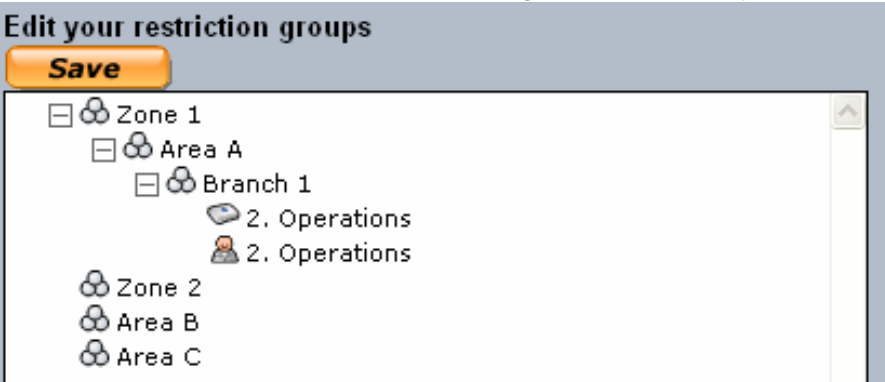 Edit your restriction groups
Save
Zone 1
Area A
Branch 1
2. Operations
2. Operations
Zone 2
Area B
Area C